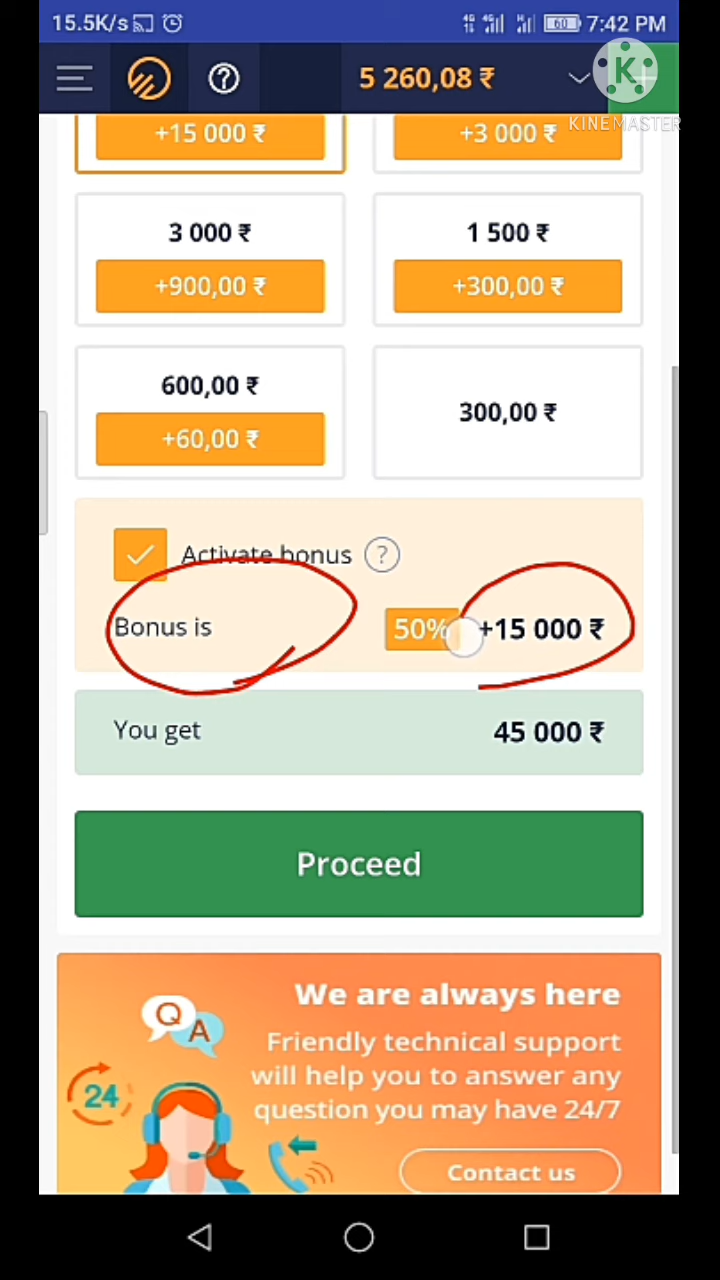 15.5K/s 60 7:42 PM
? 5 260,08 ₹
K
KINEMASTER
+15 000 ₹ +3 000 ₹
3 000 ₹ 1 500 ₹
+900,00 ₹ +300,00 ₹
600,00 ₹ 300,00 ₹
+60,00 ₹
Activate bonus ?
Bonus is 50% +15 000 ₹
You get 45 000 ₹
Proceed
We are always here
Q A
Friendly technical support
will help you to answer any
24
question you may have 24/7
Contact us